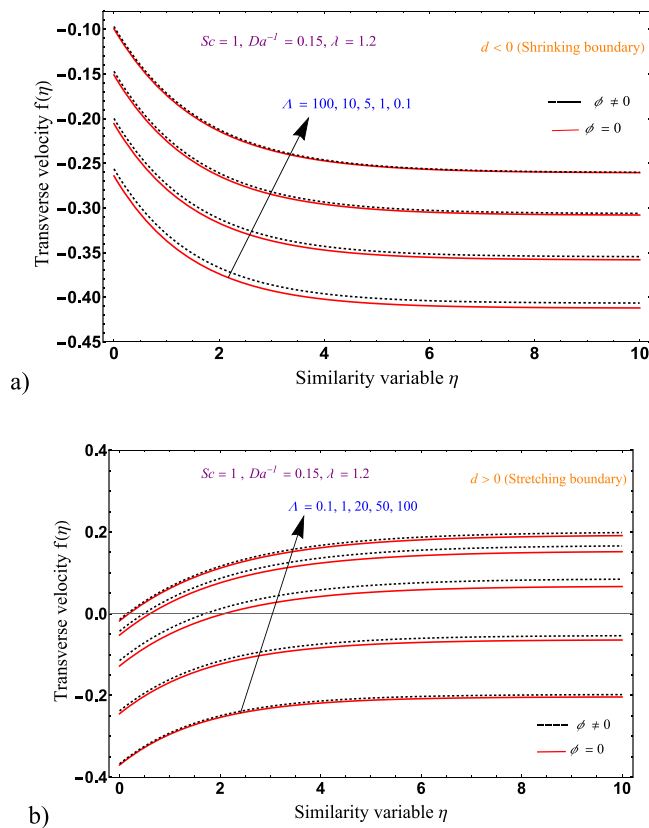 a)
Sc = 1, Da⁻¹ = 0.15, λ = 1.2
d < 0 (Shrinking boundary)
Λ = 100, 10, 5, 1, 0.1
ϕ ≠ 0
ϕ = 0
Transverse velocity f(η)
−0.10
−0.15
−0.20
−0.25
−0.30
−0.35
−0.40
−0.45
0 2 4 6 8 10
Similarity variable η
b)
Sc = 1 , Da⁻¹ = 0.15, λ = 1.2
d > 0 (Stretching boundary)
Λ = 0.1, 1, 20, 50, 100
ϕ ≠ 0
ϕ = 0
Transverse velocity f(η)
0.4
0.2
0.0
−0.2
−0.4
0 2 4 6 8 10
Similarity variable η